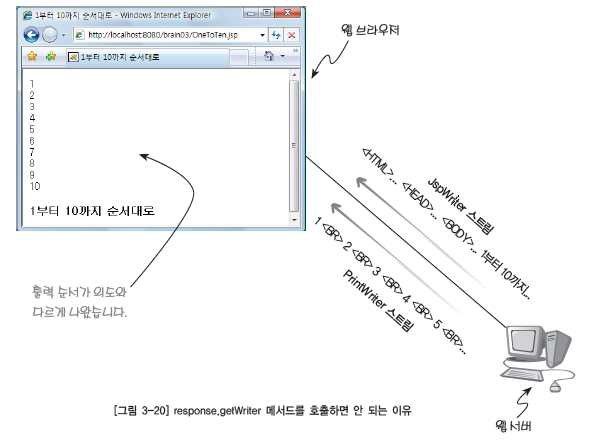 1부터 10까지 순서대로 - Windows Internet Explorer
http://localhost:8080/brain03/OneToTen.jsp
1부터 10까지 순서대로
1
2
3
4
5
6
7
8
9
10
1부터 10까지 순서대로
웹 브라우저
<HTML>... <HEAD>... <BODY>... 1부터 10까지...
JspWriter 스트림
1 <BR> 2 <BR> 3 <BR> 4 <BR> 5 <BR>...
PrintWriter 스트림
출력 순서가 의도와
다르게 나왔습니다.
웹 서버
[그림 3-20] response.getWriter 메서드를 호출하면 안 되는 이유